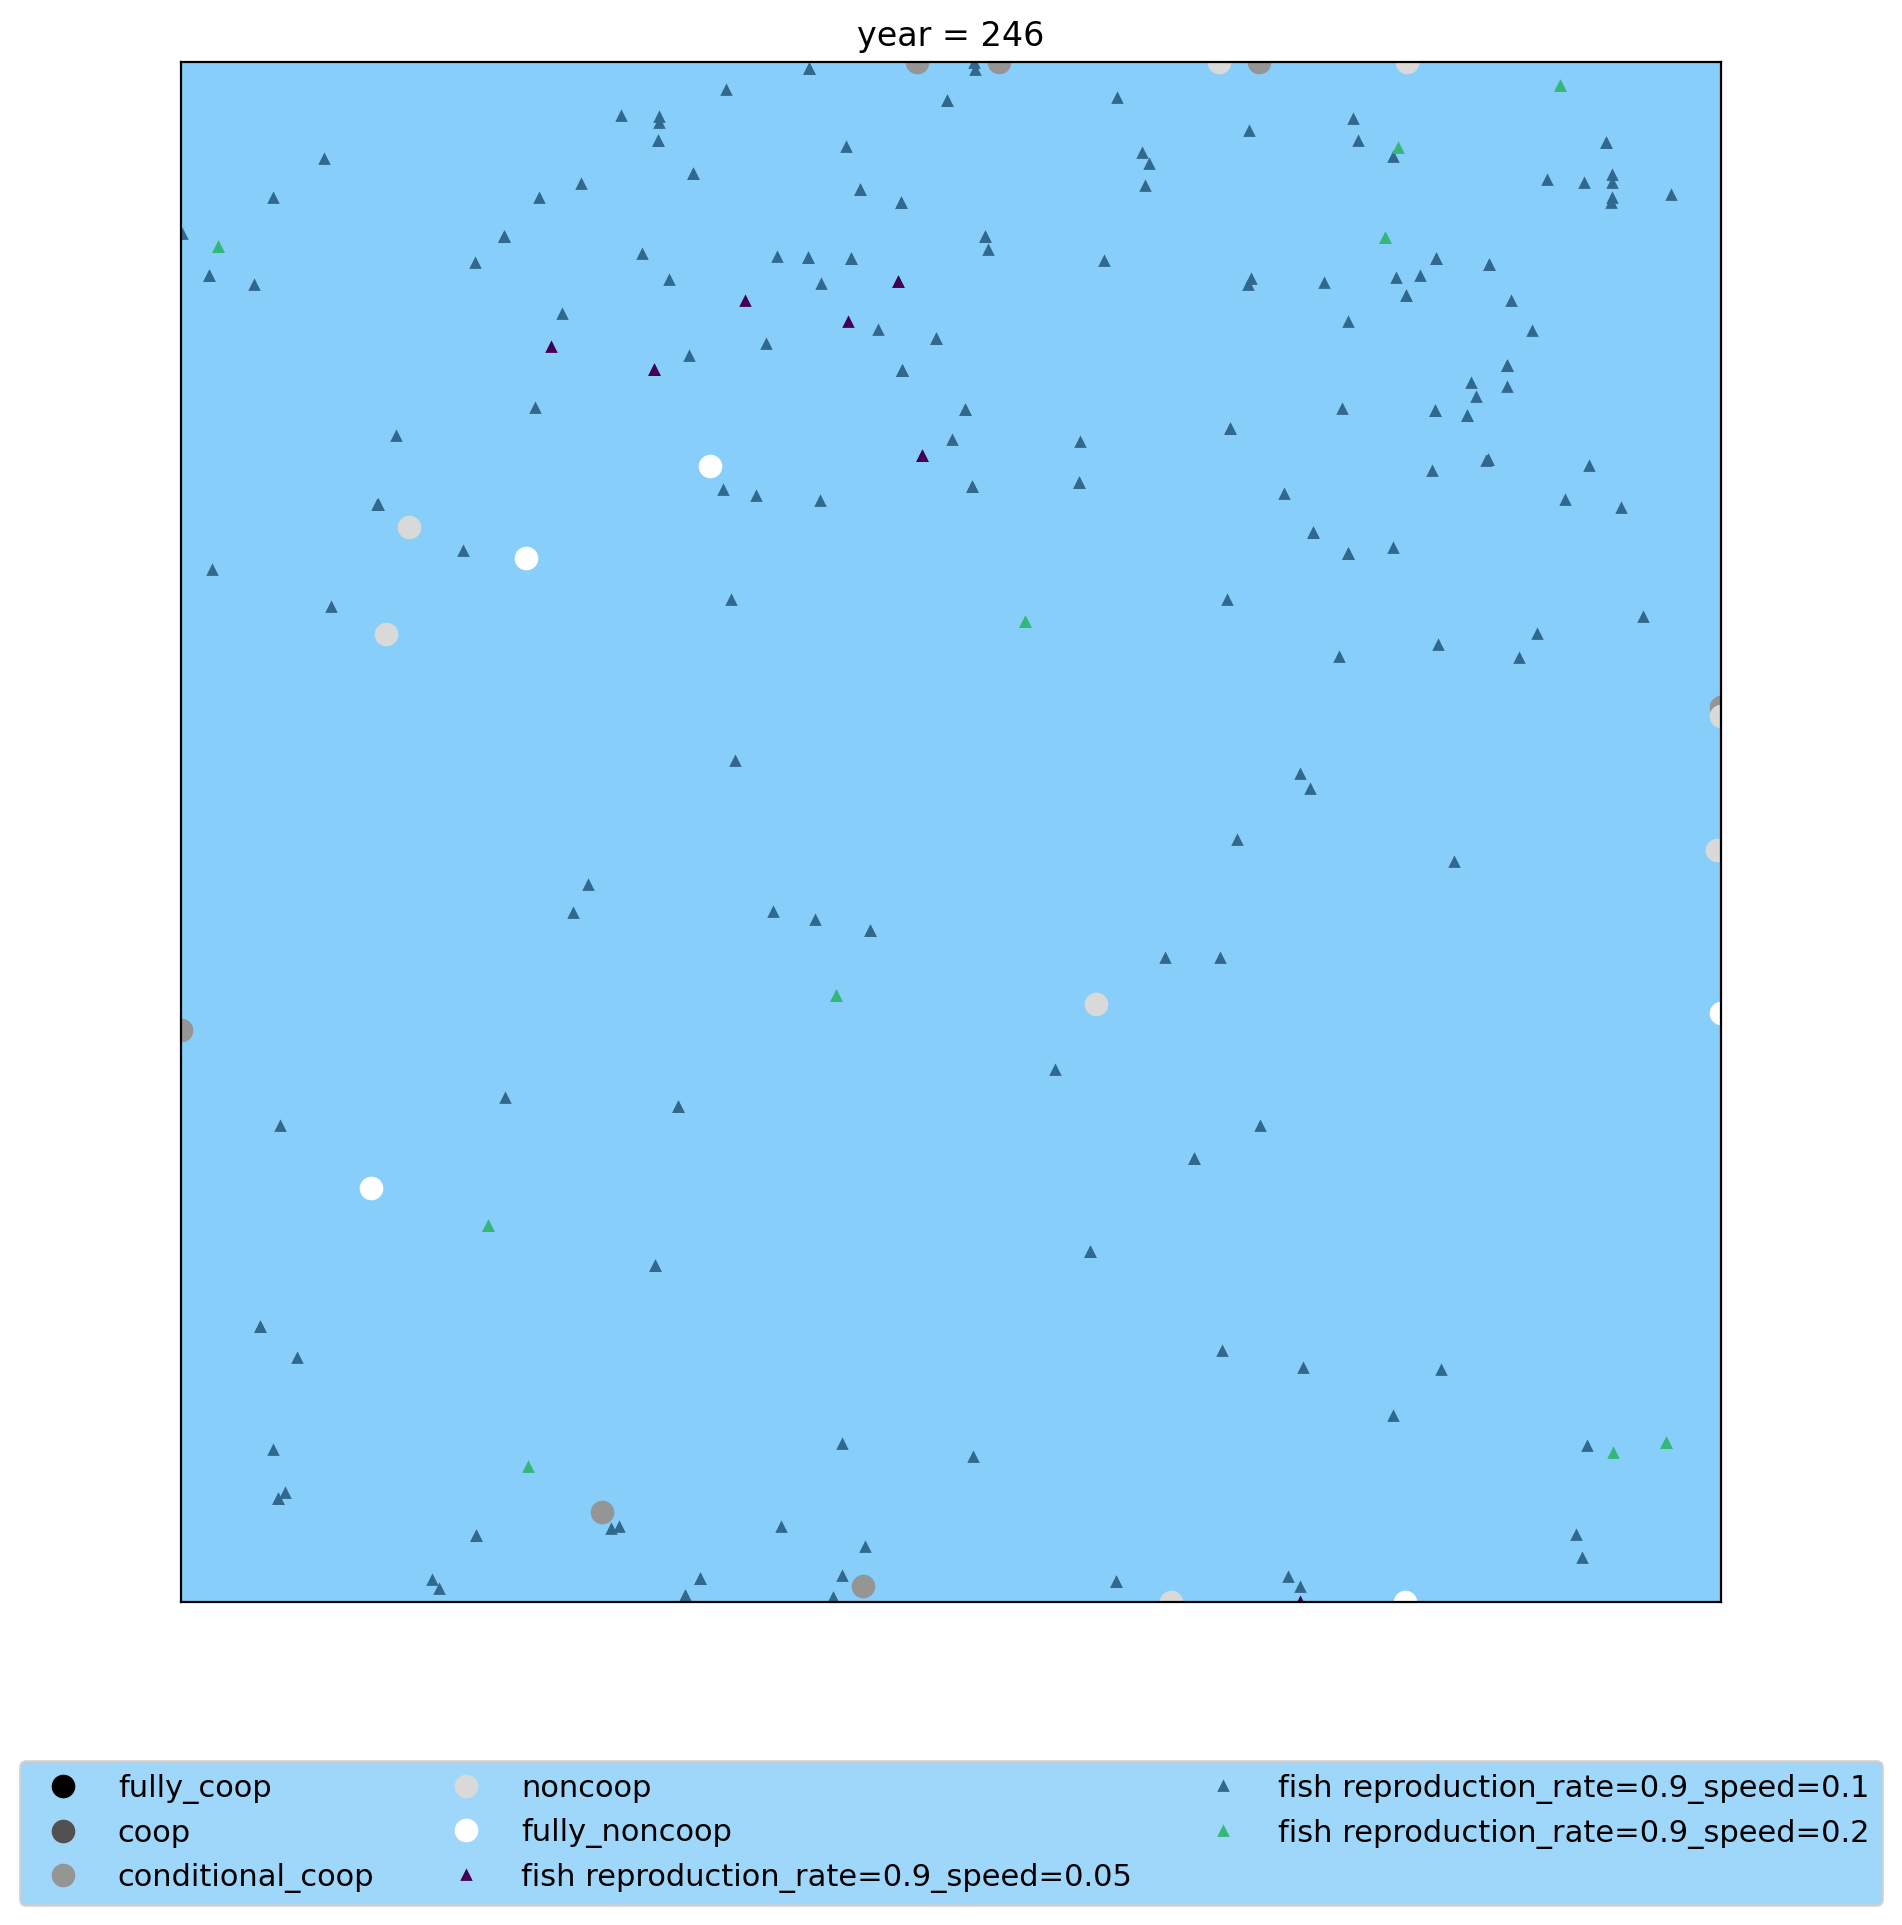 year = 246
fully_coop
coop
conditional_coop
noncoop
fully_noncoop
fish reproduction_rate=0.9_speed=0.05
fish reproduction_rate=0.9_speed=0.1
fish reproduction_rate=0.9_speed=0.2